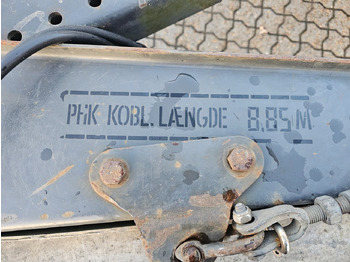 PHK KOBL. LÆNGDE 8.85 M